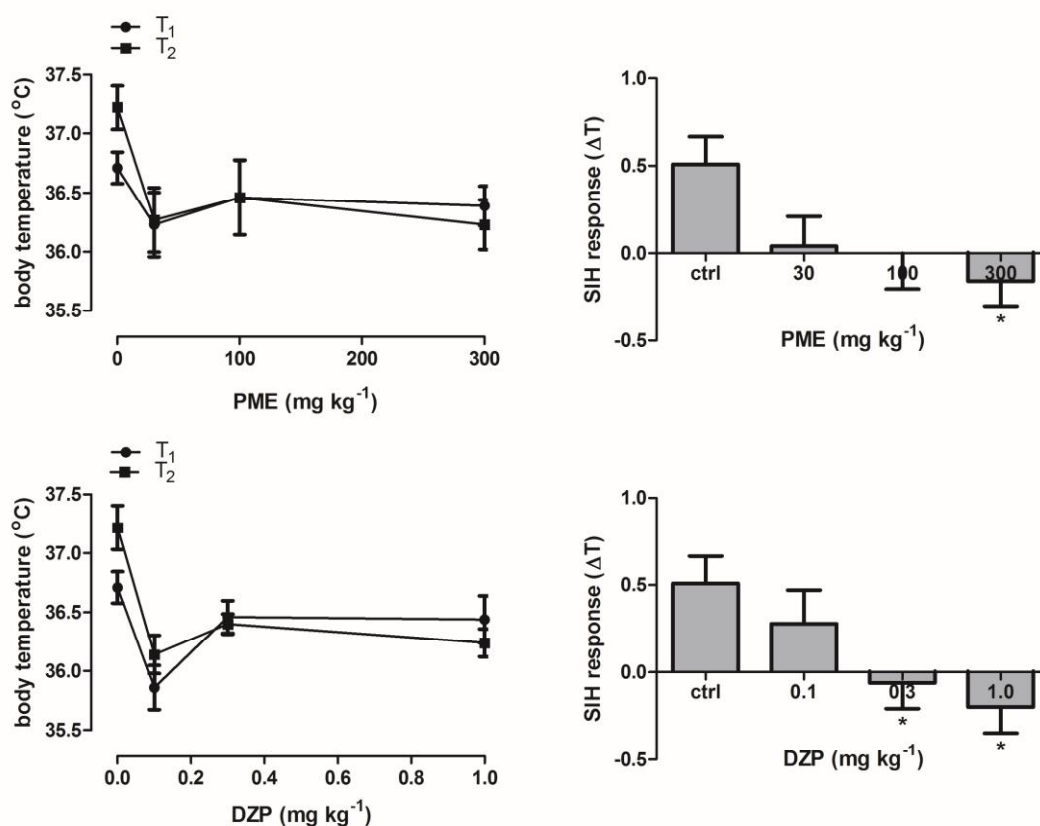 T₁
T₂
body temperature (°C)
37.5
37.0
36.5
36.0
35.5
0
100
200
300
PME (mg kg⁻¹)
SIH response (ΔT)
1.0
0.5
0.0
-0.5
ctrl
30
100
300
*
PME (mg kg⁻¹)
T₁
T₂
body temperature (°C)
37.5
37.0
36.5
36.0
35.5
0.0
0.2
0.4
0.6
0.8
1.0
DZP (mg kg⁻¹)
SIH response (ΔT)
1.0
0.5
0.0
-0.5
ctrl
0.1
0.3
1.0
*
*
DZP (mg kg⁻¹)